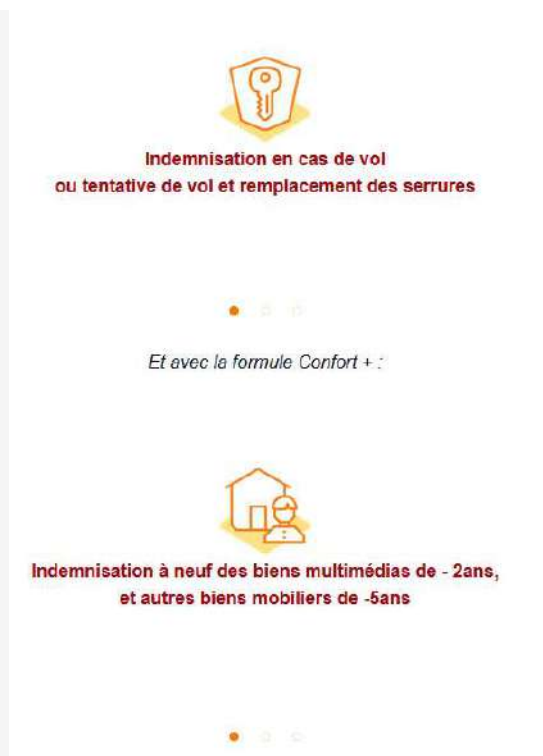 Indemnisation en cas de vol
ou tentative de vol et remplacement des serrures
Et avec la formule Confort + :
Indemnisation à neuf des biens multimédias de - 2ans,
et autres biens mobiliers de -5ans